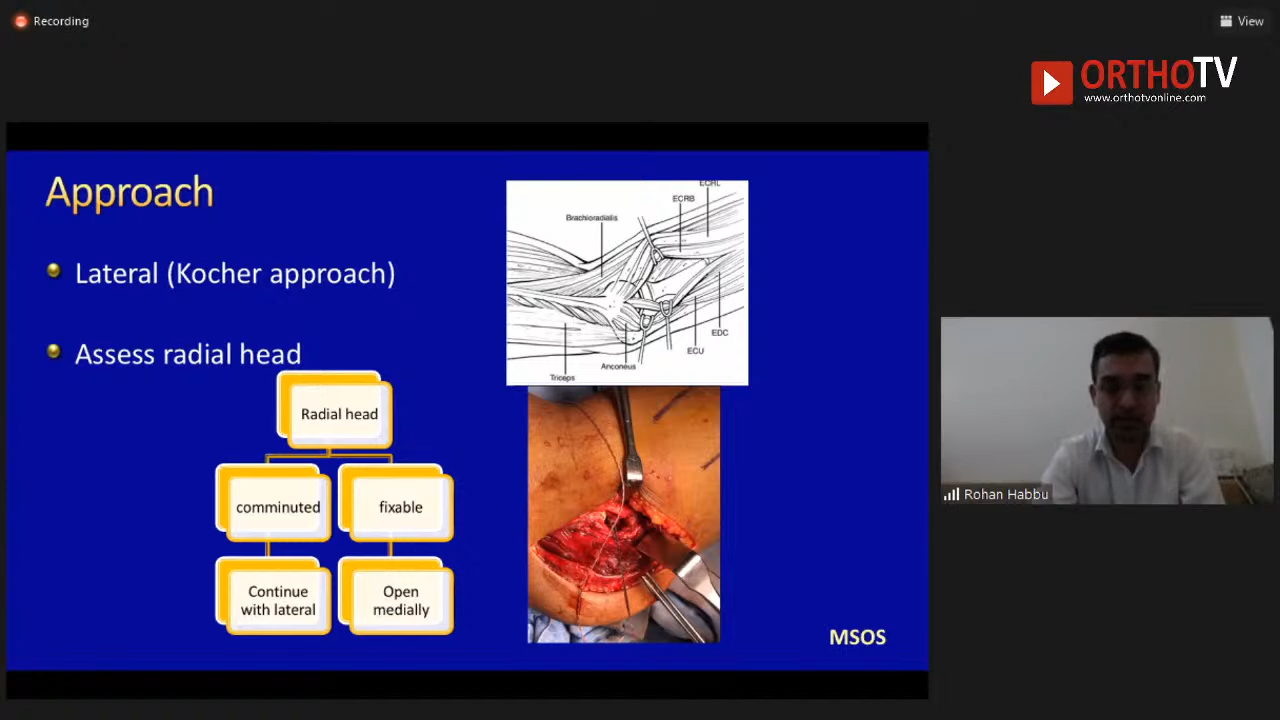 Recording
View
ORTHOTV
www.orthotvonline.com
Approach
Lateral (Kocher approach)
Assess radial head
Radial head
comminuted
fixable
Continue
with lateral
Open
medially
ECRL
ECRB
Brachioradialis
EDC
ECU
Anconeus
Triceps
MSOS
Rohan Habbu